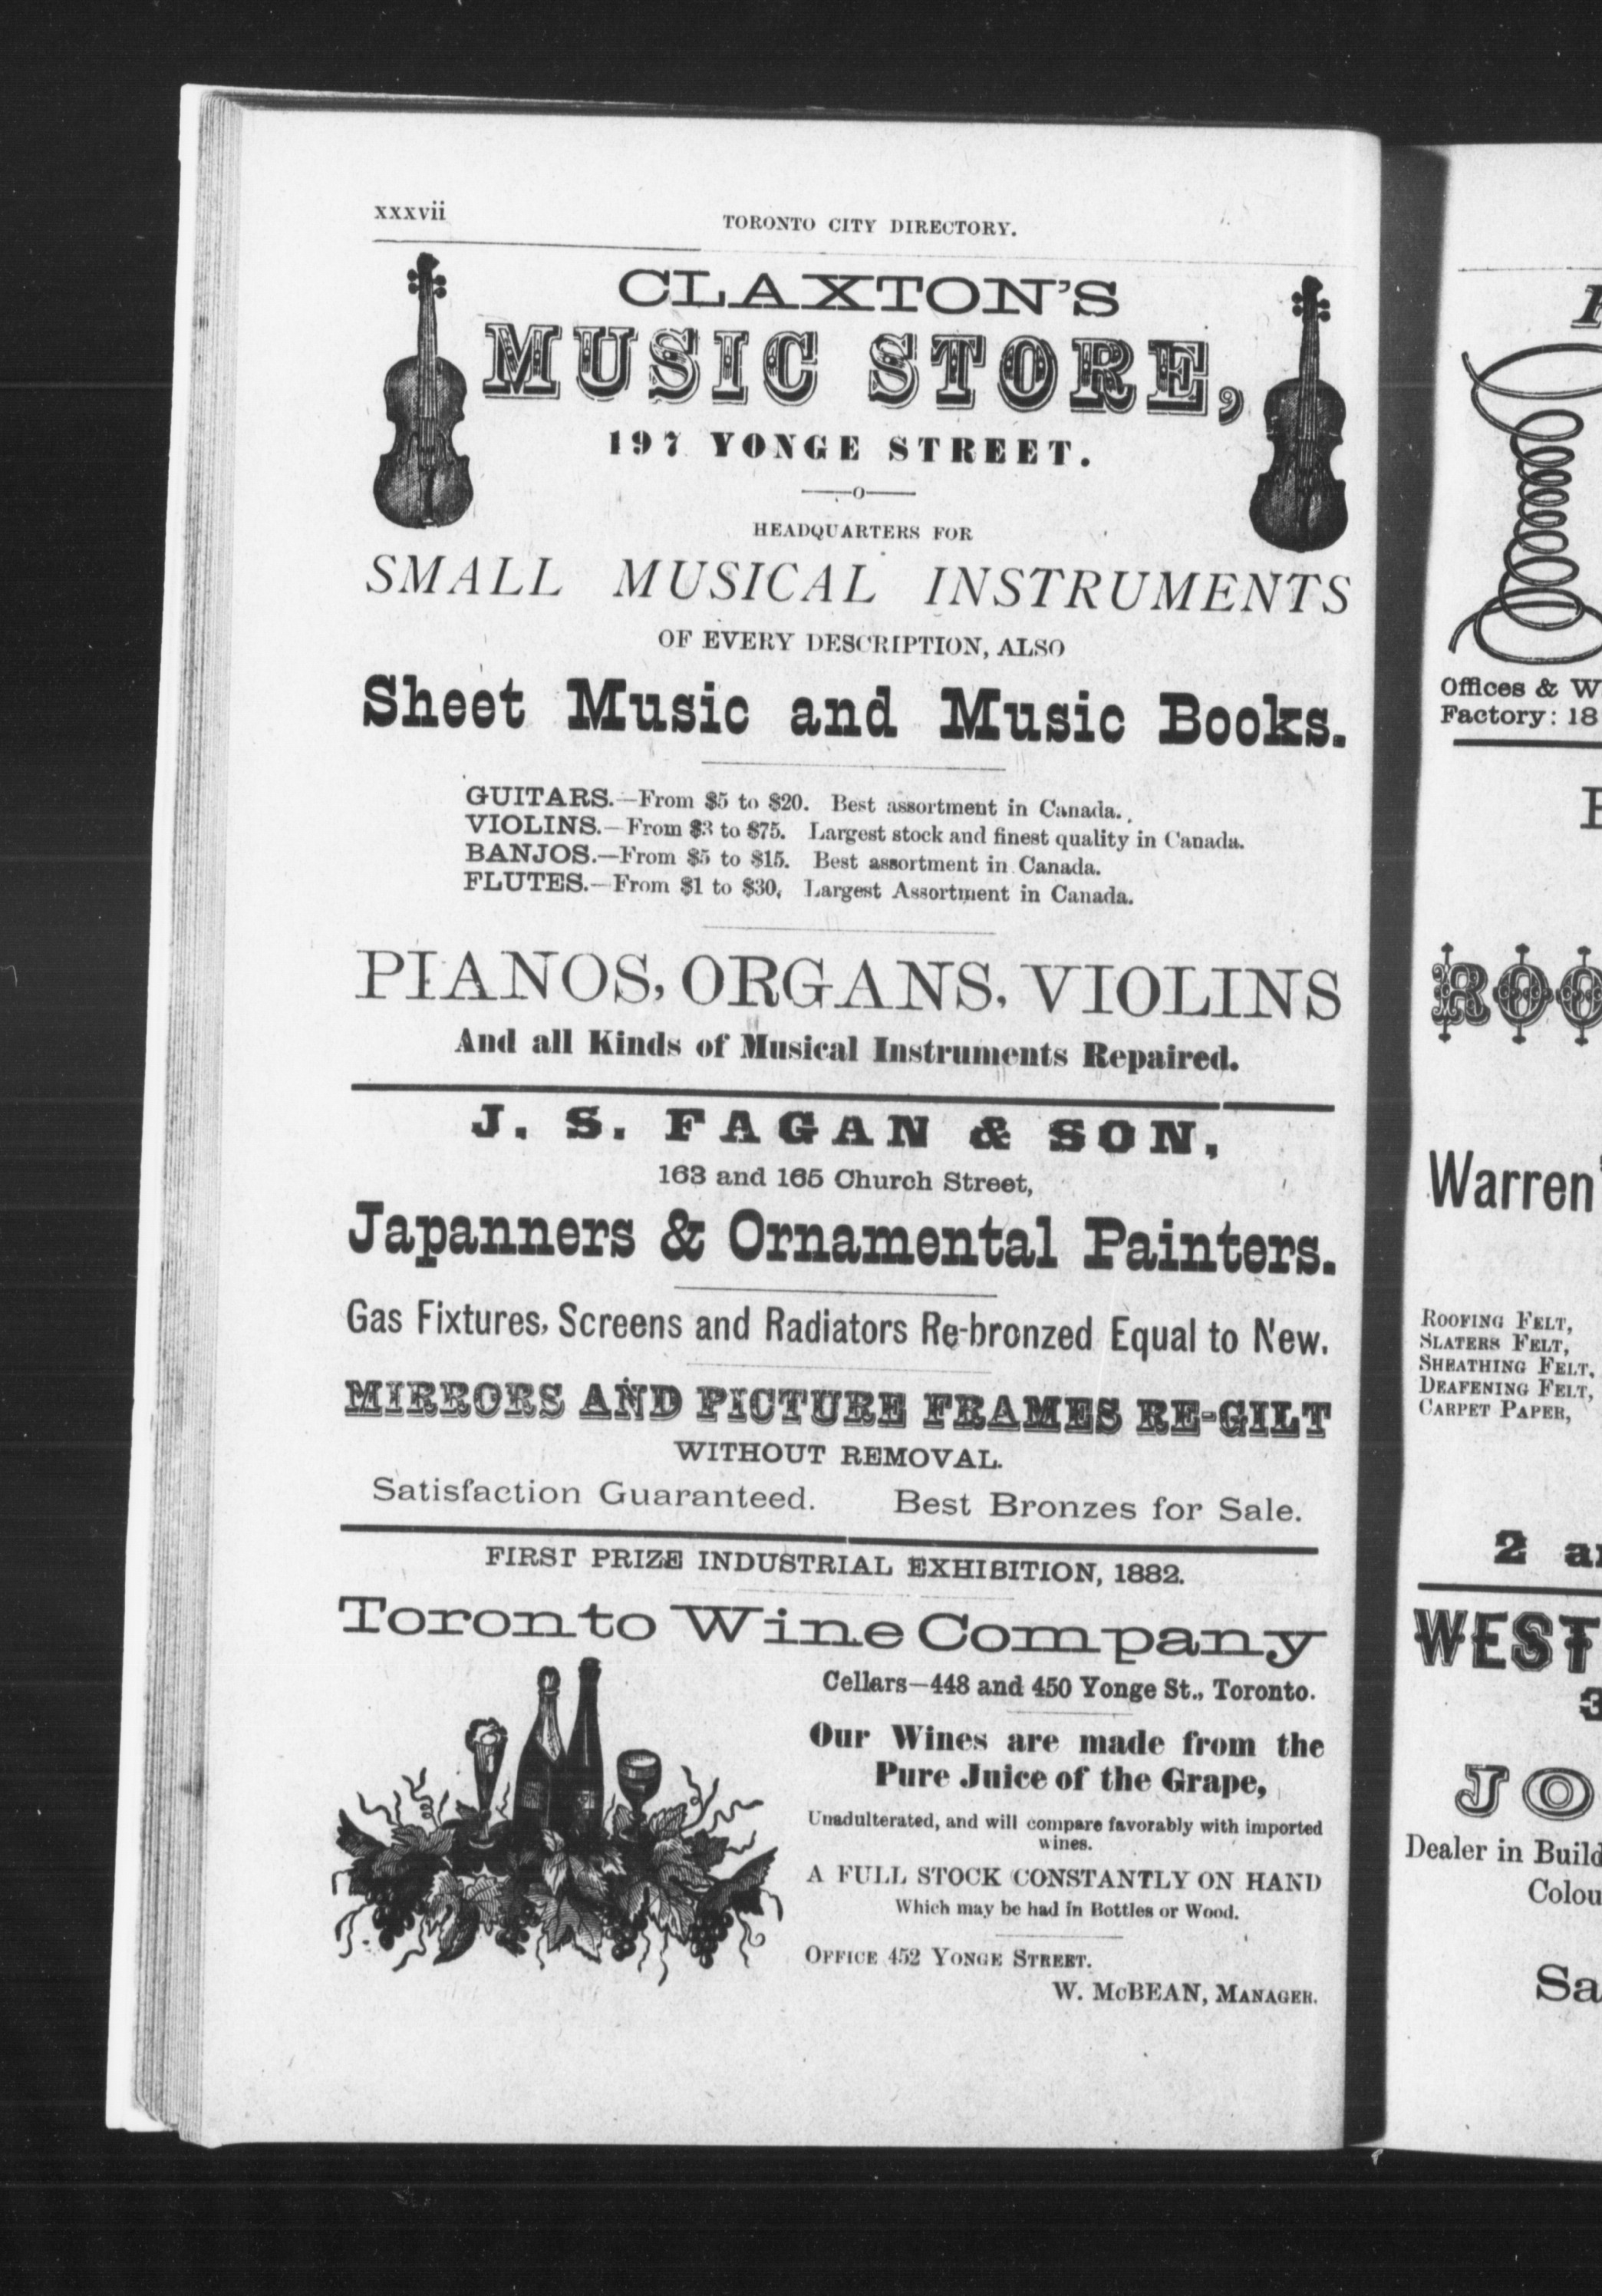 xxxvii
TORONTO CITY DIRECTORY.
CLAXTON'S
MUSIC STORE,
197 YONGE STREET.
O
HEADQUARTERS FOR
SMALL MUSICAL INSTRUMENTS
OF EVERY DESCRIPTION, ALSO
Sheet Music and Music Books.
GUITARS.—From $5 to $20. Best assortment in Canada.
VIOLINS.—From $3 to $75. Largest stock and finest quality in Canada.
BANJOS.—From $5 to $15. Best assortment in Canada.
FLUTES.—From $1 to $30, Largest Assortment in Canada.
PIANOS, ORGANS, VIOLINS
And all Kinds of Musical Instruments Repaired.
J. S. FAGAN & SON,
163 and 165 Church Street,
Japanners & Ornamental Painters.
Gas Fixtures, Screens and Radiators Re-bronzed Equal to New.
MIRRORS AND PICTURE FRAMES RE-GILT
WITHOUT REMOVAL.
Satisfaction Guaranteed. Best Bronzes for Sale.
FIRST PRIZE INDUSTRIAL EXHIBITION, 1882.
Toronto Wine Company
Cellars—448 and 450 Yonge St., Toronto.
Our Wines are made from the
Pure Juice of the Grape,
Unadulterated, and will compare favorably with imported
wines.
A FULL STOCK CONSTANTLY ON HAND
Which may be had in Bottles or Wood.
OFFICE 452 YONGE STREET.
W. McBEAN, MANAGER.
Offices & W
Factory: 18
ROO
Warren'
ROOFING FELT,
SLATERS FELT,
SHEATHING FELT,
DEAFENING FELT,
CARPET PAPER,
2 a
WEST
3
JO
Dealer in Build
Colou
Sa